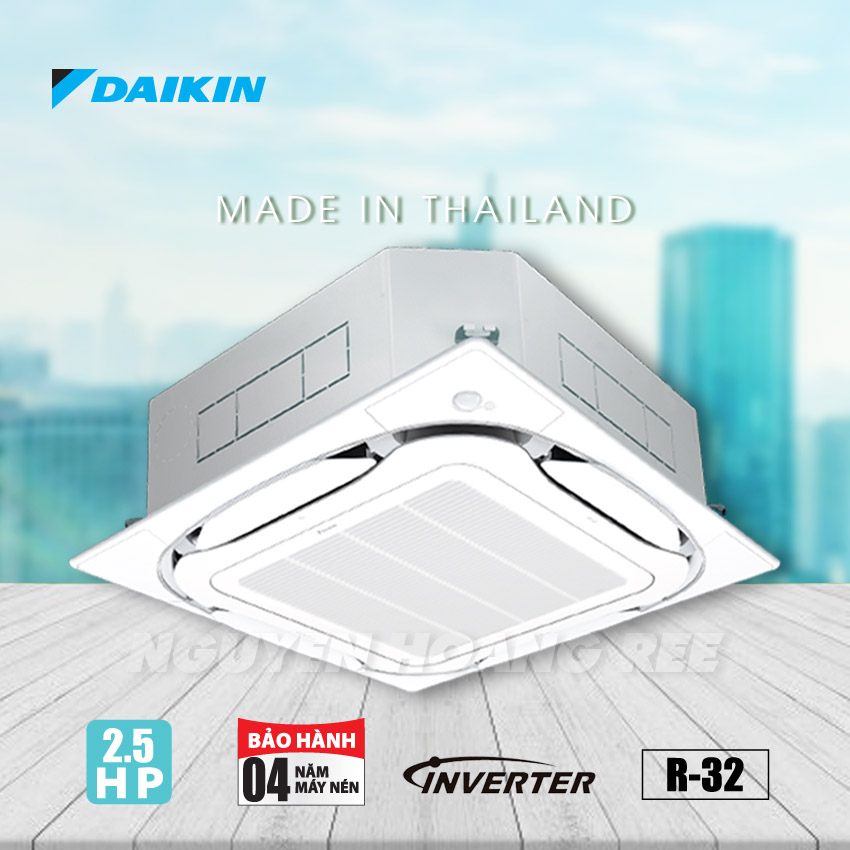 DAIKIN
MADE IN THAILAND
NGUYEN HOANG REE
2.5
HP
BẢO HÀNH
04 NĂM
MÁY NÉN
INVERTER
R-32